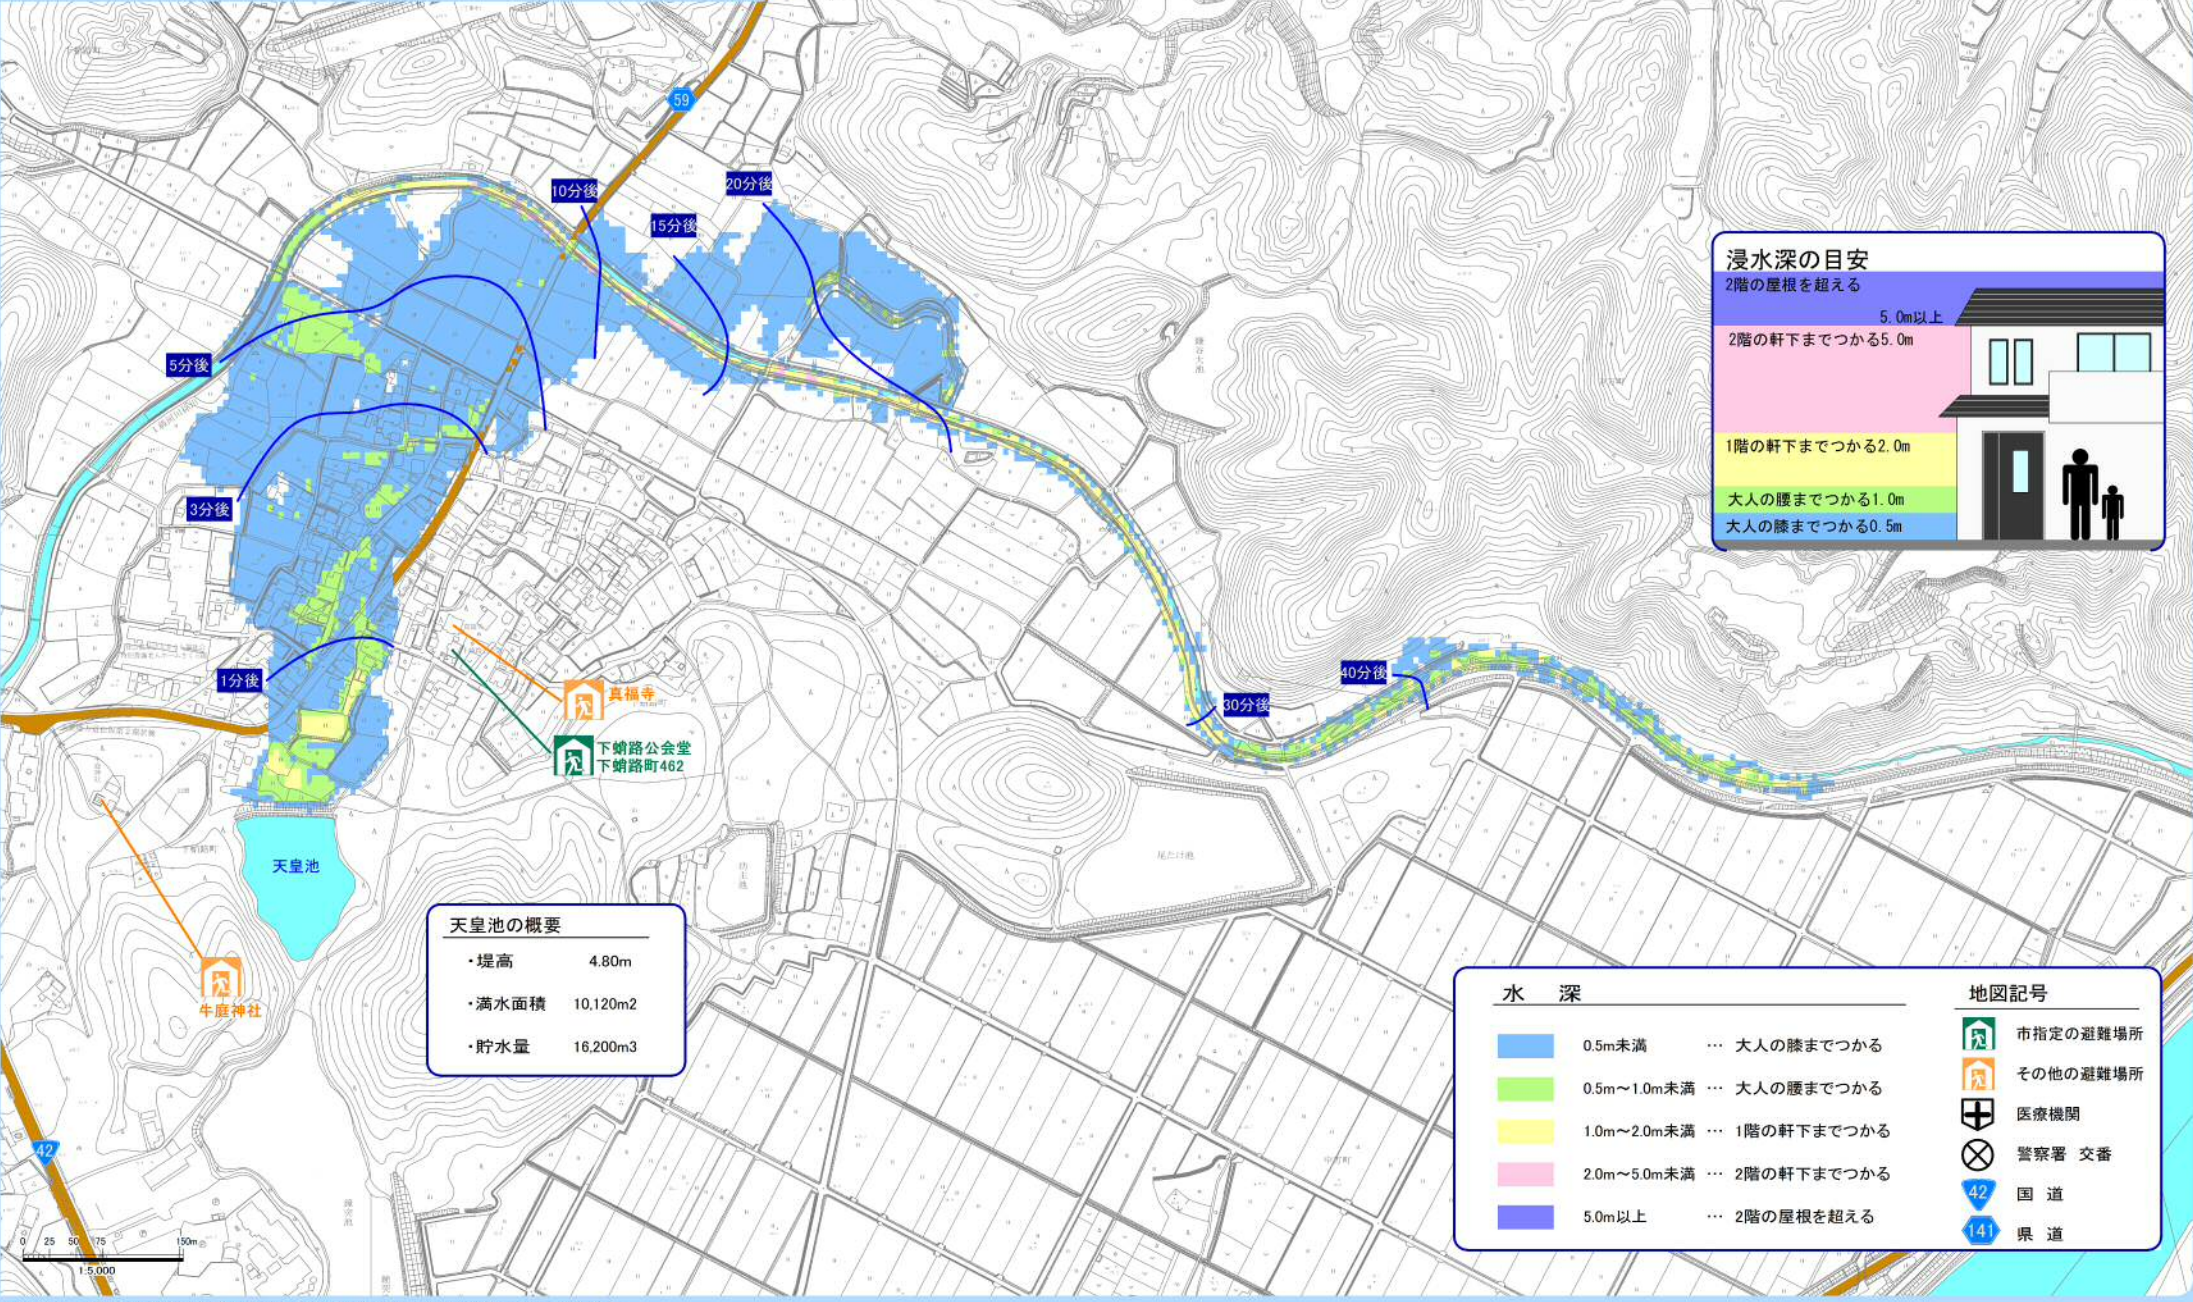 59
10分後
20分後
15分後
5分後
3分後
1分後
30分後
40分後
浸水深の目安
2階の屋根を超える
5.0m以上
2階の軒下までつかる5.0m
1階の軒下までつかる2.0m
大人の腰までつかる1.0m
大人の膝までつかる0.5m
真福寺
下蛸路公会堂
下蛸路町462
天皇池
牛庭神社
天皇池の概要
・堤高 4.80m
・満水面積 10,120m2
・貯水量 16,200m3
42
0 25 50 75 150m
1:5,000
水 深
0.5m未満 … 大人の膝までつかる
0.5m～1.0m未満 … 大人の腰までつかる
1.0m～2.0m未満 … 1階の軒下までつかる
2.0m～5.0m未満 … 2階の軒下までつかる
5.0m以上 … 2階の屋根を超える
地図記号
市指定の避難場所
その他の避難場所
医療機関
警察署 交番
42 国 道
141 県 道